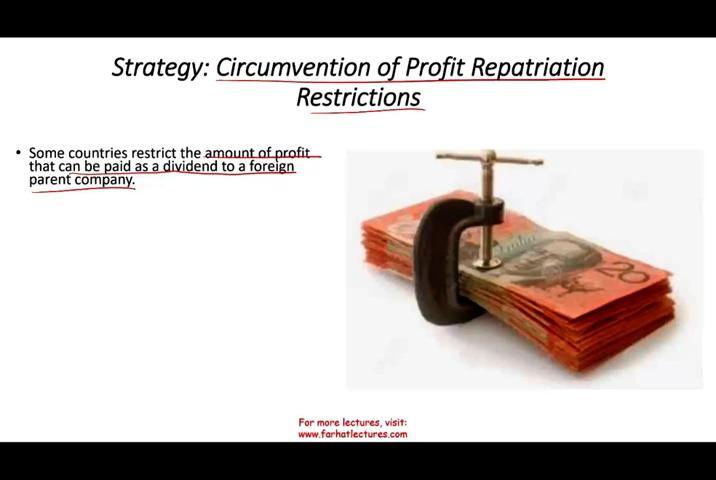 Strategy: Circumvention of Profit Repatriation
Restrictions
• Some countries restrict the amount of profit
that can be paid as a dividend to a foreign
parent company.
20
For more lectures, visit:
www.farhatlectures.com